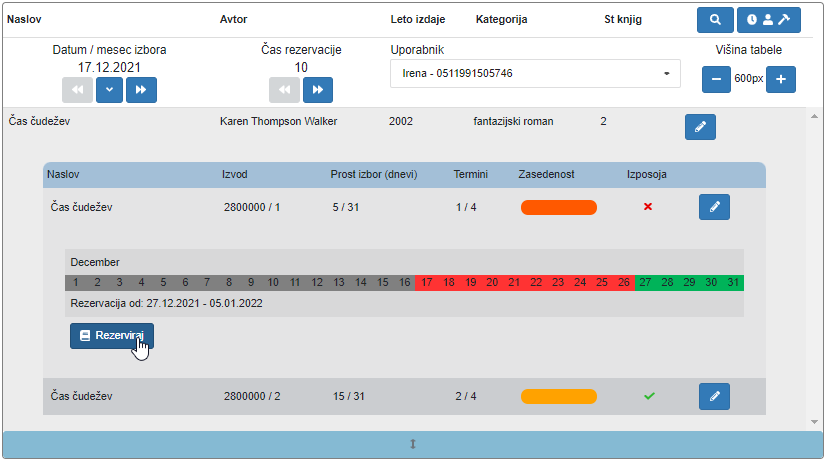 Naslov Avtor Leto izdaje Kategorija St knjig
Datum / mesec izbora Čas rezervacije Uporabnik Višina tabele
17.12.2021 10 Irena - 0511991505746 600px
Čas čudežev Karen Thompson Walker 2002 fantazijski roman 2
Naslov Izvod Prost izbor (dnevi) Termini Zasedenost Izposoja
Čas čudežev 2800000 / 1 5 / 31 1 / 4
December
1 2 3 4 5 6 7 8 9 10 11 12 13 14 15 16 17 18 19 20 21 22 23 24 25 26 27 28 29 30 31
Rezervacija od: 27.12.2021 - 05.01.2022
Rezerviraj
Čas čudežev 2800000 / 2 15 / 31 2 / 4